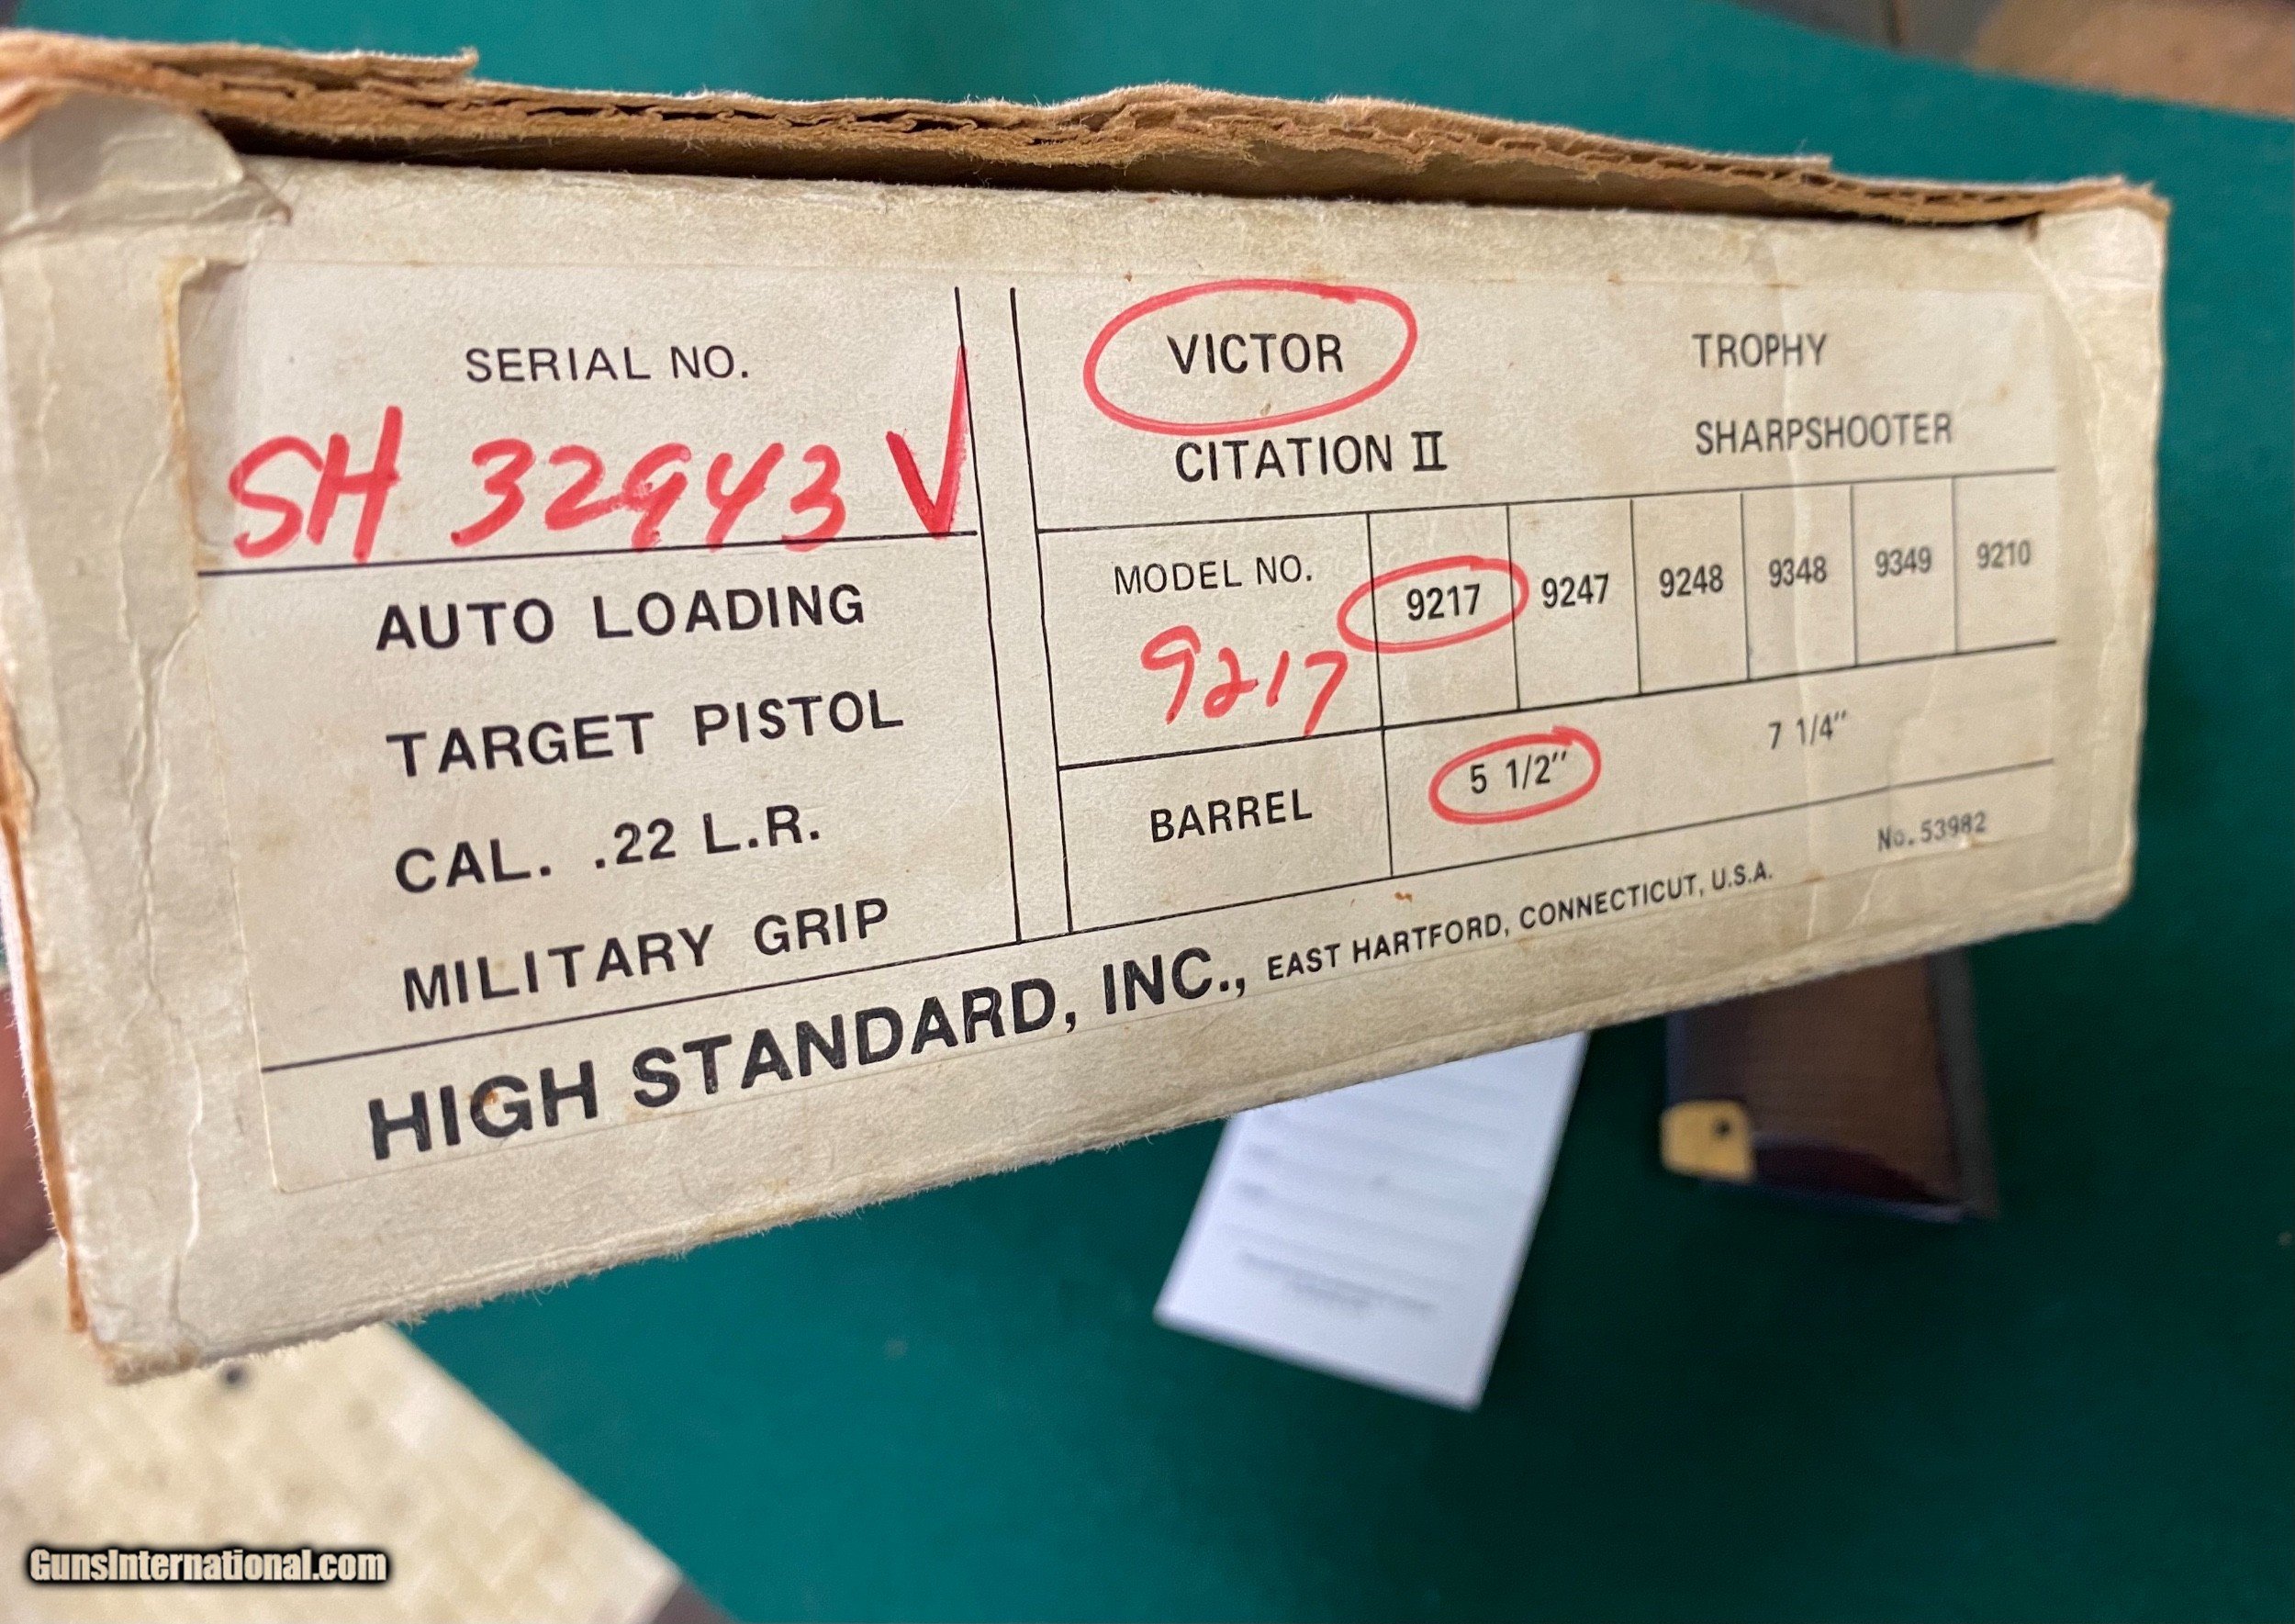 SERIAL NO.
SH 32943 V
AUTO LOADING
TARGET PISTOL
CAL. .22 L.R.
MILITARY GRIP
VICTOR TROPHY
CITATION II SHARPSHOOTER
MODEL NO. 9217 9247 9248 9348 9349 9210
9217
BARREL 5 1/2" 7 1/4"
No. 53982
HIGH STANDARD, INC., EAST HARTFORD, CONNECTICUT, U.S.A.
GunsInternational.com